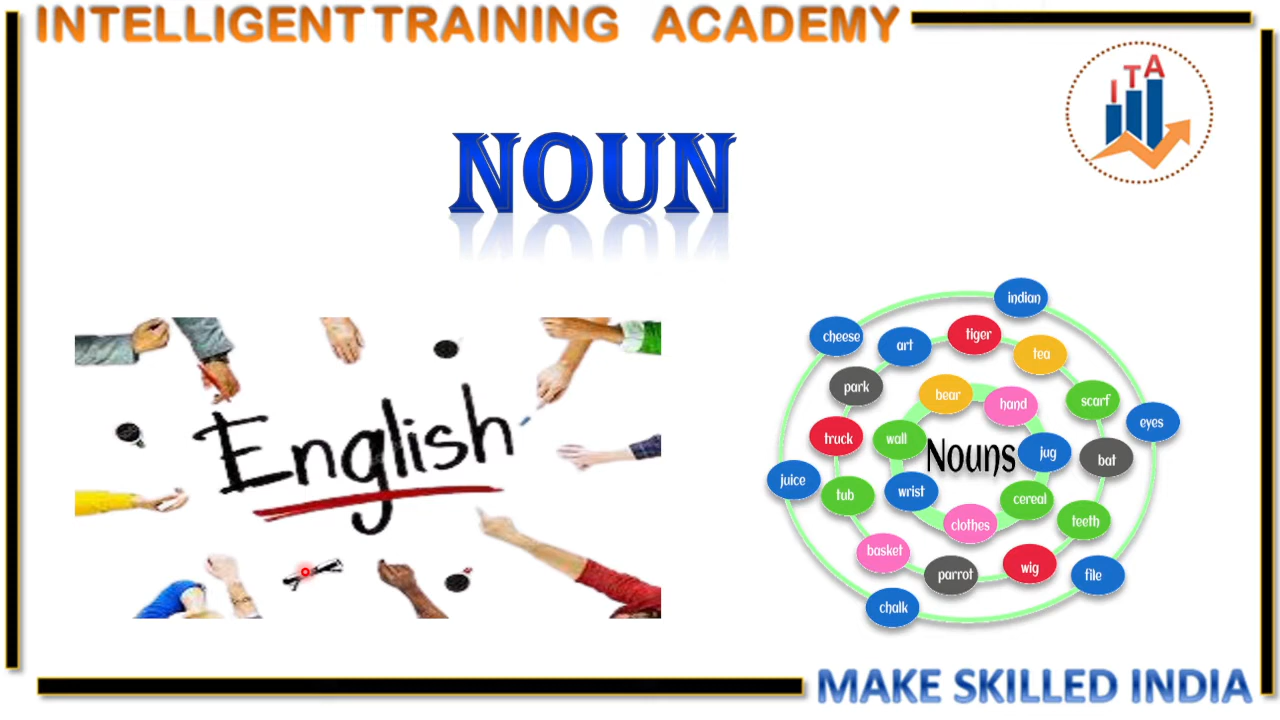 INTELLIGENT TRAINING ACADEMY
ITA
NOUN
English
Nouns
indian
cheese
art
tiger
tea
park
bear
hand
scarf
eyes
truck
wall
jug
bat
juice
tub
wrist
cereal
clothes
teeth
basket
parrot
wig
file
chalk
MAKE SKILLED INDIA